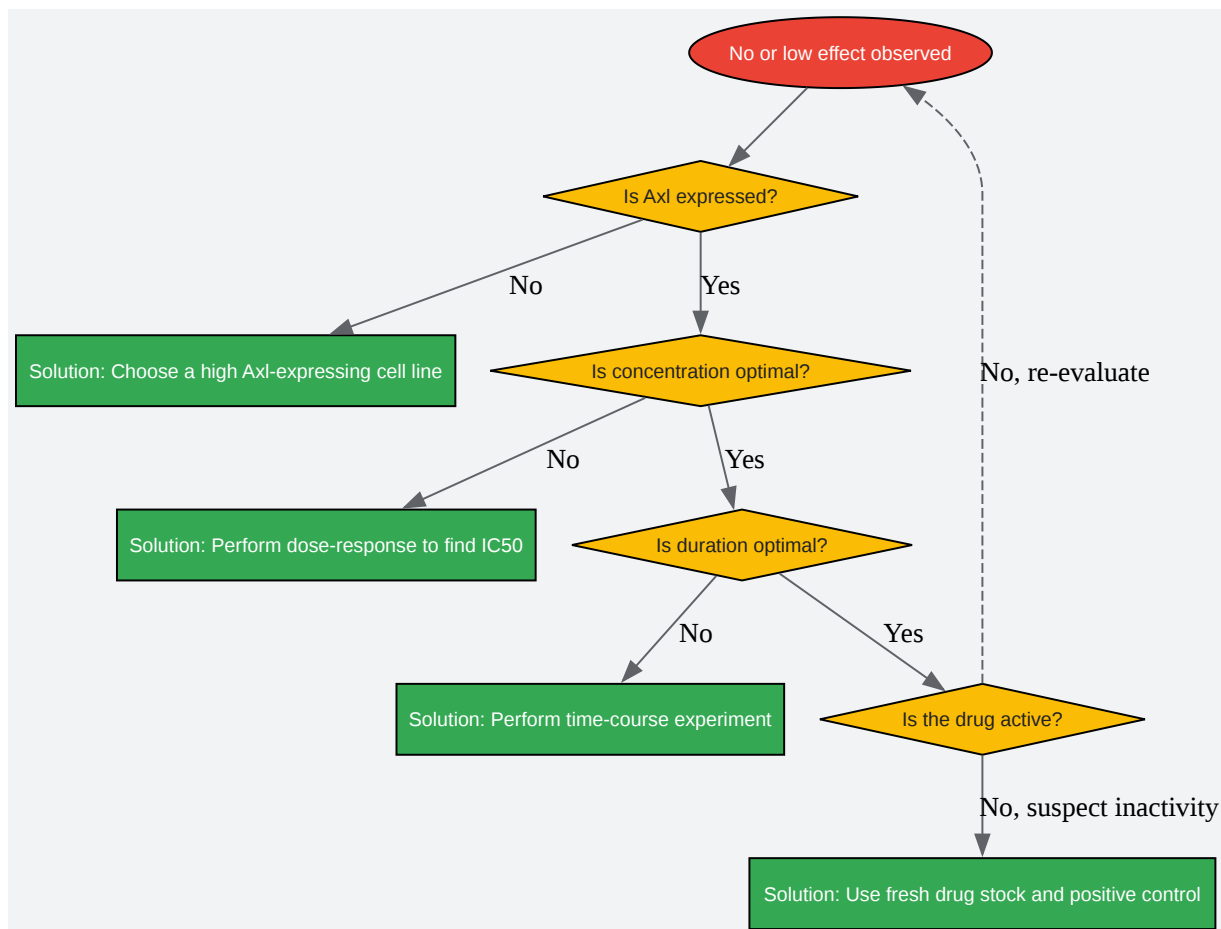 No or low effect observed
Is Axl expressed?
No
Yes
Solution: Choose a high Axl-expressing cell line
Is concentration optimal?
No, re-evaluate
No
Yes
Solution: Perform dose-response to find IC50
Is duration optimal?
No
Yes
Solution: Perform time-course experiment
Is the drug active?
No, suspect inactivity
Solution: Use fresh drug stock and positive control